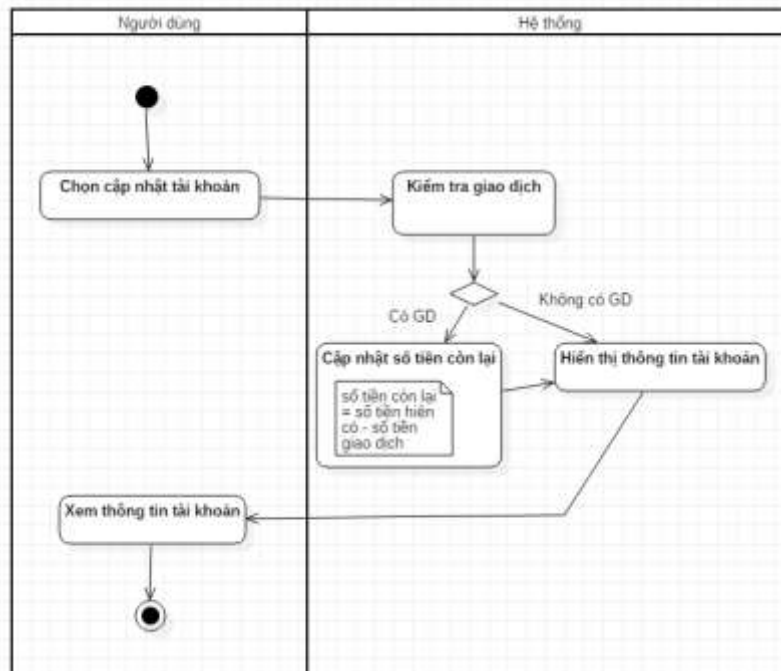 Người dùng
Hệ thống
Chọn cập nhật tài khoản
Kiểm tra giao dịch
Có GD
Không có GD
Cập nhật số tiền còn lại
Hiển thị thông tin tài khoản
số tiền còn lại
= số tiền hiện
có - số tiền
giao dịch
Xem thông tin tài khoản